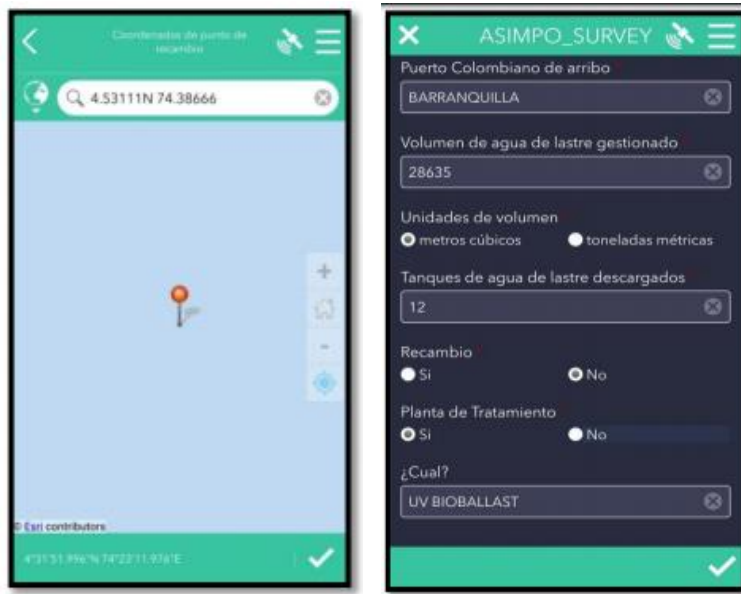 Coordenadas de punto de
recambio
4.53111N 74.38666
© Esri contributors
4°31'51.996"N 74°23'11.976"E
ASIMPO_SURVEY
Puerto Colombiano de arribo
BARRANQUILLA
Volumen de agua de lastre gestionado *
28635
Unidades de volumen *
metros cúbicos toneladas métricas
Tanques de agua de lastre descargados *
12
Recambio *
Si No
Planta de Tratamiento
Si No
¿Cual?
UV BIOBALLAST